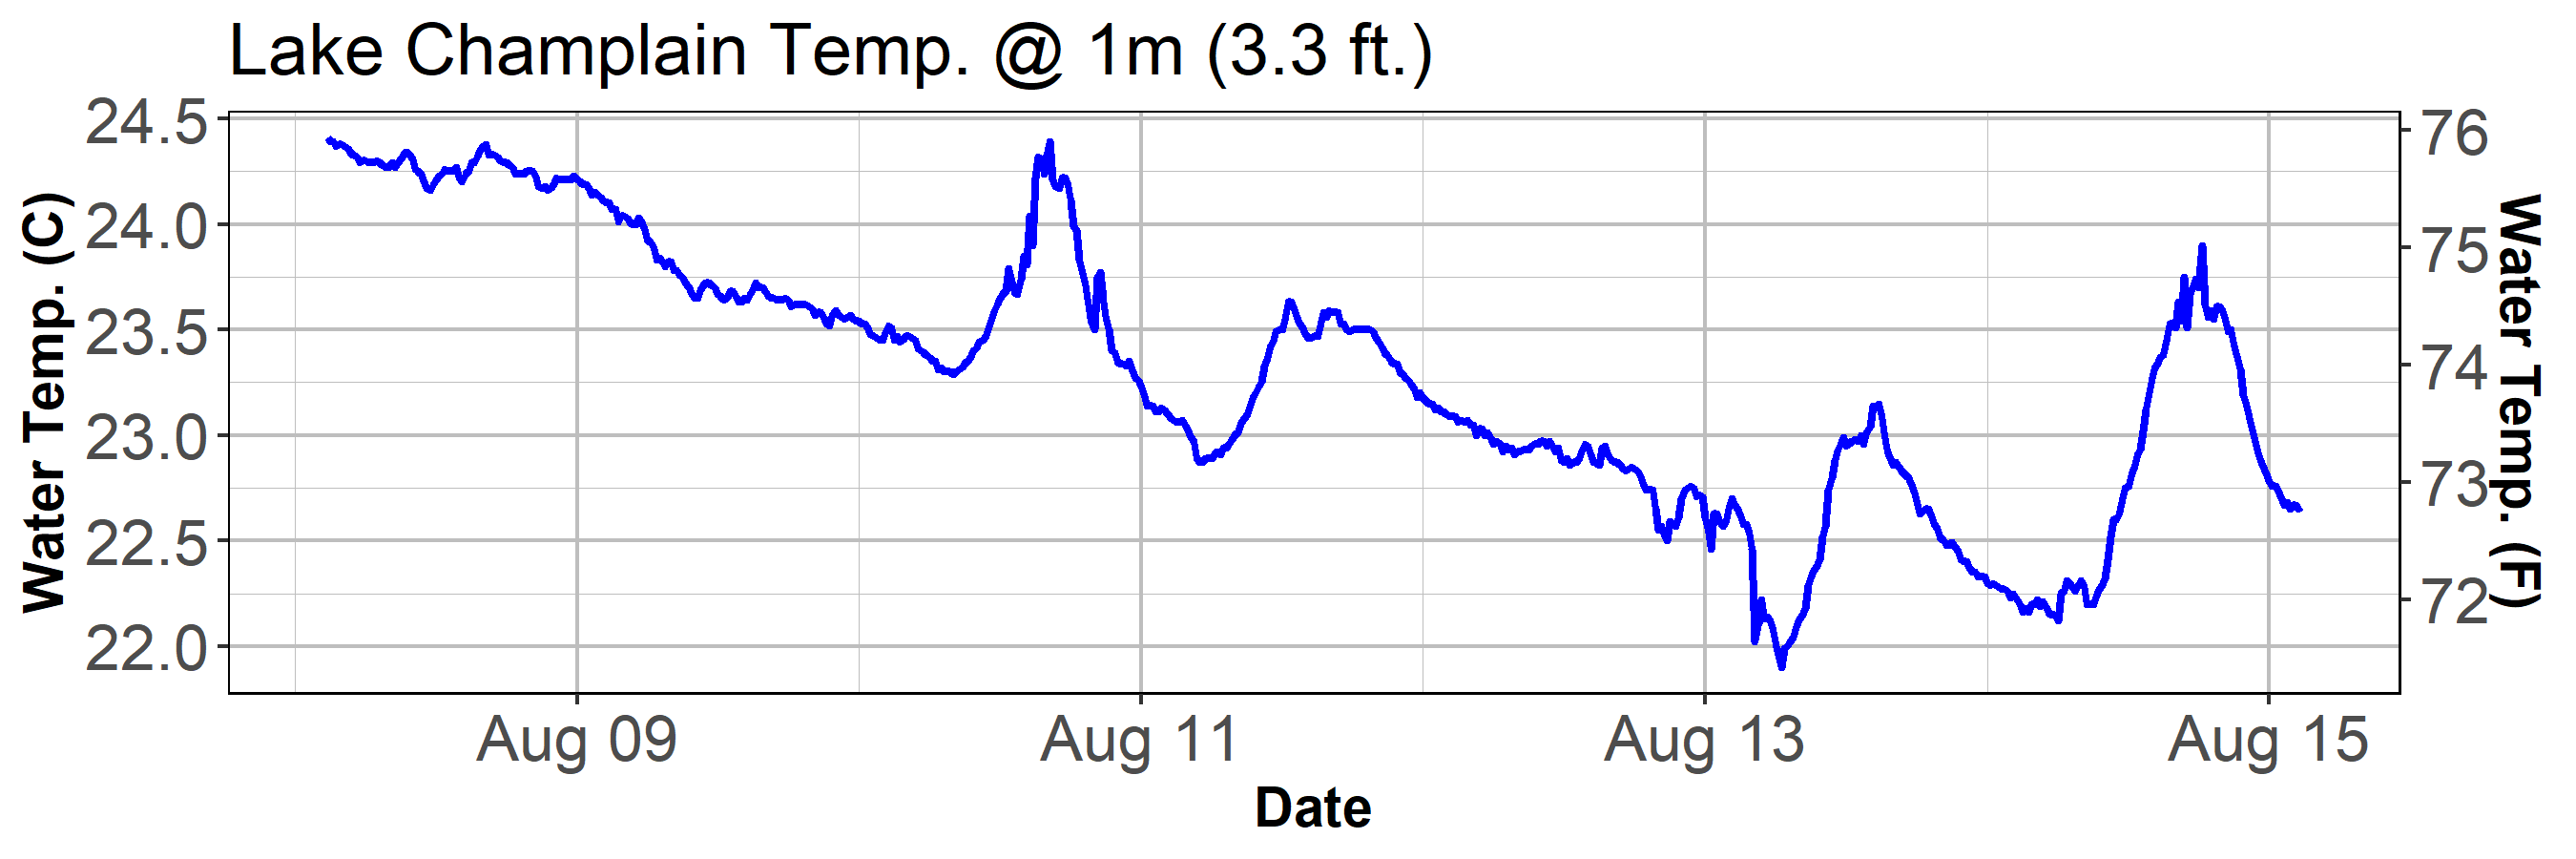 Lake Champlain Temp. @ 1m (3.3 ft.)
Water Temp. (C)
24.5
24.0
23.5
23.0
22.5
22.0
76
75
74
73
72
Water Temp. (F)
Aug 09 Aug 11 Aug 13 Aug 15
Date